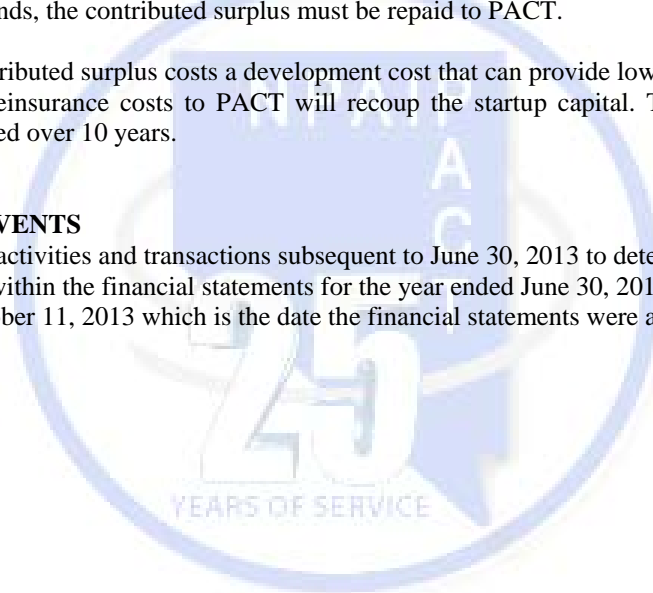 nds, the contributed surplus must be repaid to PACT.
ributed surplus costs a development cost that can provide low
einsurance costs to PACT will recoup the startup capital. T
ed over 10 years.
VENTS
activities and transactions subsequent to June 30, 2013 to dete
within the financial statements for the year ended June 30, 201
ber 11, 2013 which is the date the financial statements were a
NPAIP
PACT
25
YEARS OF SERVICE